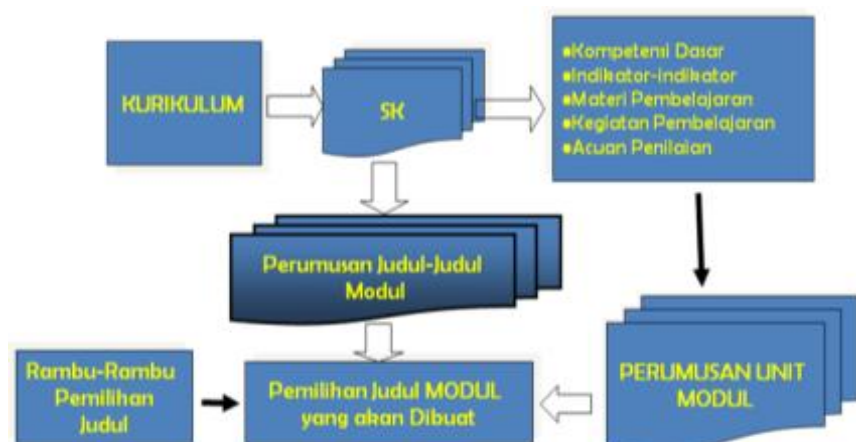 KURIKULUM
SK
•Kompetensi Dasar
•Indikator-indikator
•Materi Pembelajaran
•Kegiatan Pembelajaran
•Acuan Penilaian
Perumusan Judul-Judul
Modul
Rambu-Rambu
Pemilihan
Judul
Pemilihan Judul MODUL
yang akan Dibuat
PERUMUSAN UNIT
MODUL